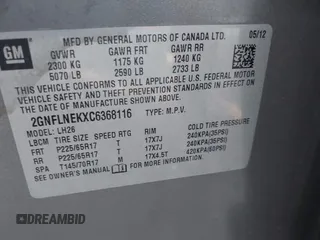 GM
MFD BY GENERAL MOTORS OF CANADA LTD.
05/12
GVWR GAWR FRT GAWR RR
2300 KG 1175 KG 1240 KG
5070 LB 2590 LB 2733 LB
THIS VEHICLE CONFORMS TO ALL APPLICABLE U.S. FEDERAL
MOTOR VEHICLE SAFETY, BUMPER, AND THEFT PREVENTION
STANDARDS IN EFFECT ON THE DATE OF MANUFACTURE SHOWN ABOVE.
2GNFLNEKXC6368116 TYPE: M.P.V.
MODEL: LH26
LBCM TIRE SIZE SPEED RTG RIM COLD TIRE PRESSURE
FRT P225/65R17 T 17X7J 240KPA(35PSI)
RR P225/65R17 T 17X7J 240KPA(35PSI)
SPA T145/70R17 M 17X4.5T 420KPA(60PSI)
SEE OWNER'S MANUAL FOR MORE INFORMATION.
DREAMBID